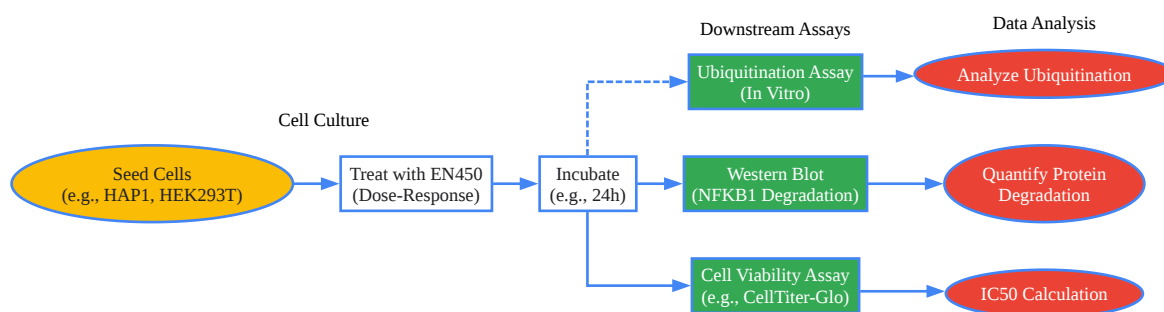 Downstream Assays
Data Analysis
Ubiquitination Assay
(In Vitro)
Analyze Ubiquitination
Cell Culture
Seed Cells
(e.g., HAP1, HEK293T)
Treat with EN450
(Dose-Response)
Incubate
(e.g., 24h)
Western Blot
(NFKB1 Degradation)
Quantify Protein
Degradation
Cell Viability Assay
(e.g., CellTiter-Glo)
IC50 Calculation